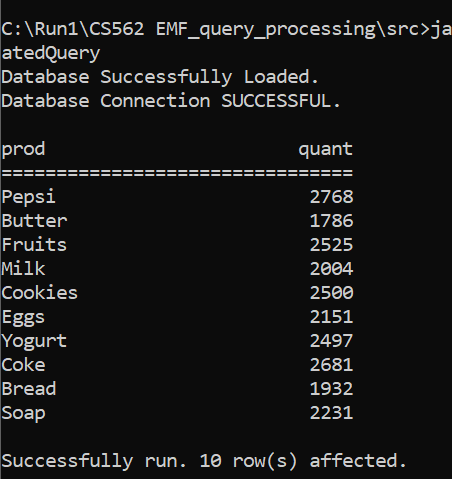 C:\Run1\CS562 EMF_query_processing\src>ja
atedQuery
Database Successfully Loaded.
Database Connection SUCCESSFUL.
prod quant
================================
Pepsi 2768
Butter 1786
Fruits 2525
Milk 2004
Cookies 2500
Eggs 2151
Yogurt 2497
Coke 2681
Bread 1932
Soap 2231
Successfully run. 10 row(s) affected.